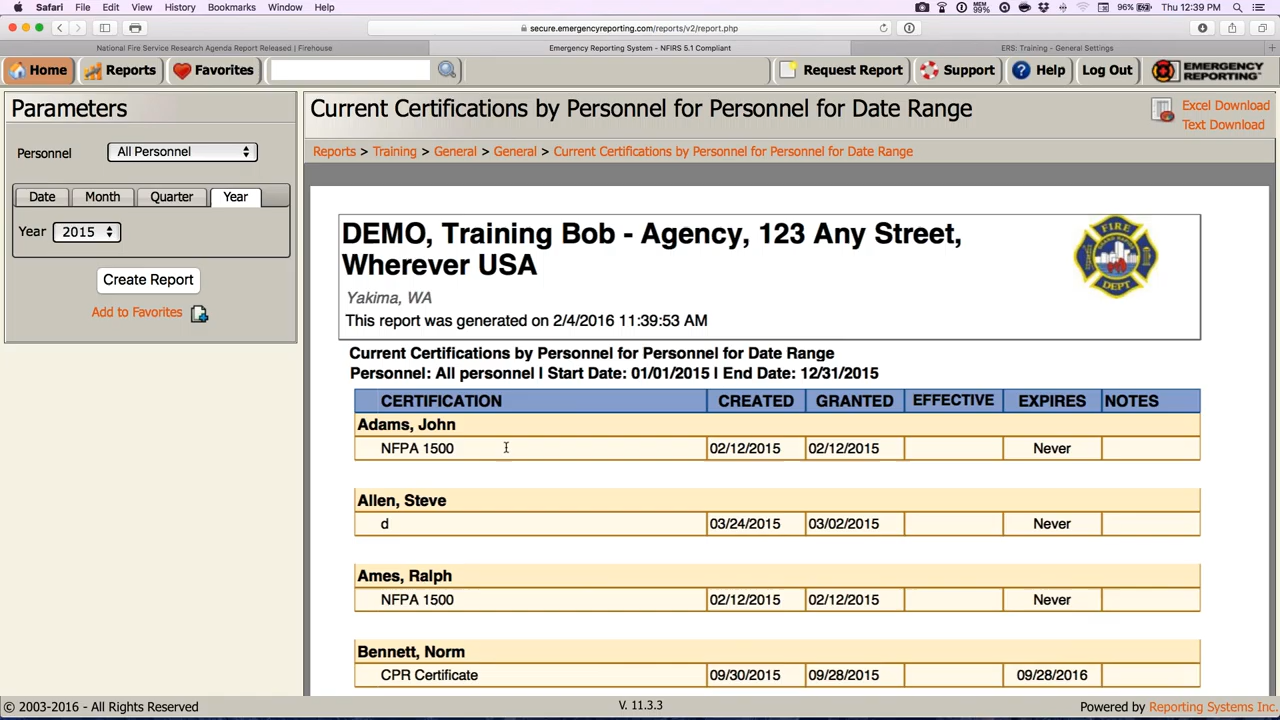 Safari File Edit View History Bookmarks Window Help
MEM 99% 96% Thu 12:39 PM
secure.emergencyreporting.com/reports/v2/report.php
National Fire Service Research Agenda Report Released | Firehouse
Emergency Reporting System - NFIRS 5.1 Compliant
ERS: Training - General Settings
Home Reports Favorites Request Report Support Help Log Out EMERGENCY REPORTING
Parameters
Personnel All Personnel
Date Month Quarter Year
Year 2015
Create Report
Add to Favorites
Current Certifications by Personnel for Personnel for Date Range
Excel Download
Text Download
Reports > Training > General > General > Current Certifications by Personnel for Personnel for Date Range
DEMO, Training Bob - Agency, 123 Any Street,
Wherever USA
FIRE
DEPT
Yakima, WA
This report was generated on 2/4/2016 11:39:53 AM
Current Certifications by Personnel for Personnel for Date Range
Personnel: All personnel | Start Date: 01/01/2015 | End Date: 12/31/2015
CERTIFICATION CREATED GRANTED EFFECTIVE EXPIRES NOTES
Adams, John
NFPA 1500 02/12/2015 02/12/2015 Never
Allen, Steve
d 03/24/2015 03/02/2015 Never
Ames, Ralph
NFPA 1500 02/12/2015 02/12/2015 Never
Bennett, Norm
CPR Certificate 09/30/2015 09/28/2015 09/28/2016
© 2003-2016 - All Rights Reserved
V. 11.3.3
Powered by Reporting Systems Inc.